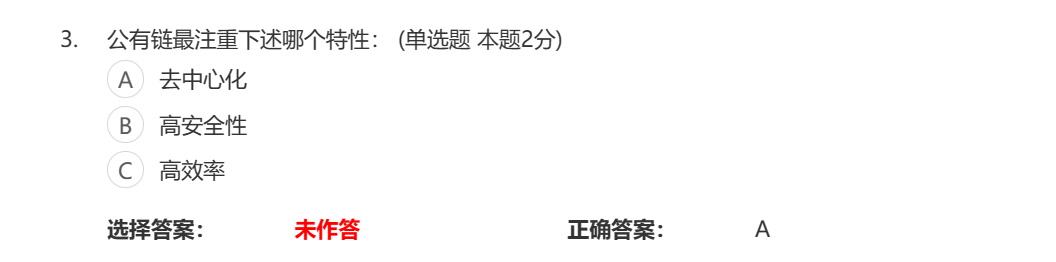 3. 公有链最注重下述哪个特性： (单选题 本题2分)
A 去中心化
B 高安全性
C 高效率
选择答案： 未作答 正确答案： A